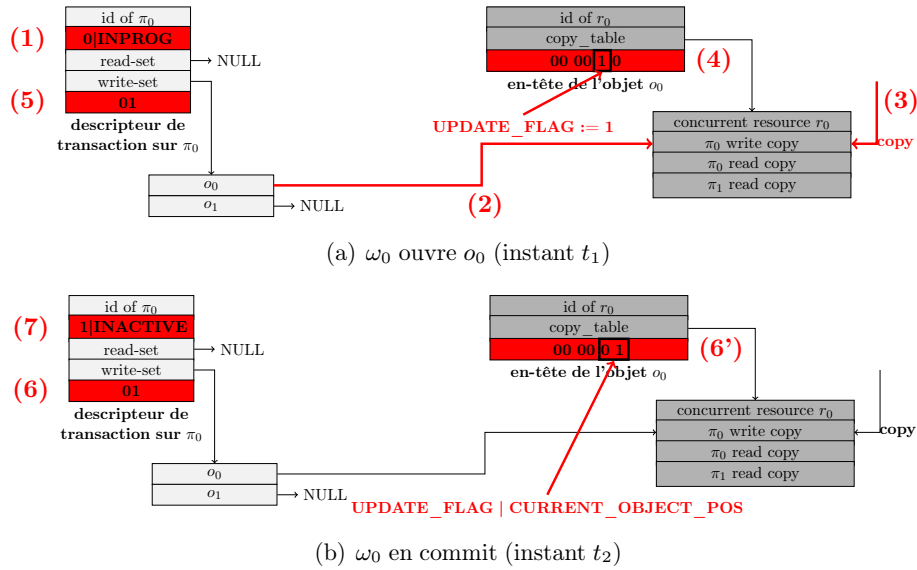 id of π0
(1)
0|INPROG
read-set
NULL
write-set
(5)
01
descripteur de
transaction sur π0
id of r0
copy_table
(4)
00 00 1 0
en-tête de l'objet o0
UPDATE_FLAG := 1
(3)
concurrent resource r0
π0 write copy
copy
π0 read copy
π1 read copy
o0
(2)
o1
NULL
(a) ω0 ouvre o0 (instant t1)
id of π0
(7)
1|INACTIVE
read-set
NULL
write-set
(6)
01
descripteur de
transaction sur π0
id of r0
copy_table
00 00 0 1
(6')
en-tête de l'objet o0
concurrent resource r0
π0 write copy
copy
π0 read copy
π1 read copy
o0
o1
NULL
UPDATE_FLAG | CURRENT_OBJECT_POS
(b) ω0 en commit (instant t2)